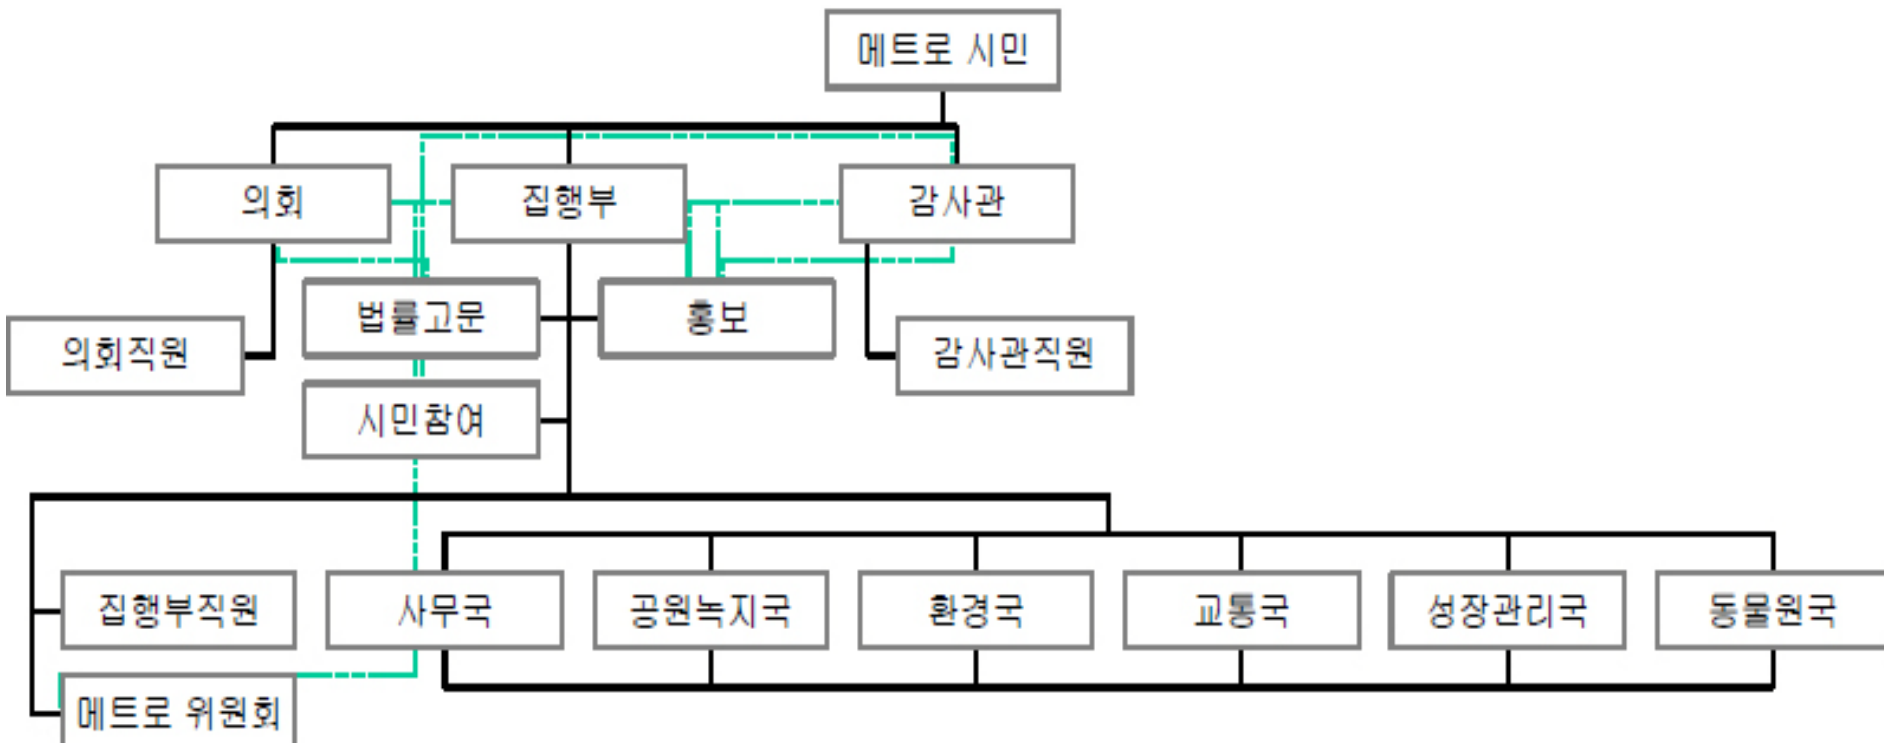 메트로 시민
의회
집행부
감사관
법률고문
홍보
의회직원
감사관직원
시민참여
집행부직원
사무국
공원녹지국
환경국
교통국
성장관리국
동물원국
메트로 위원회